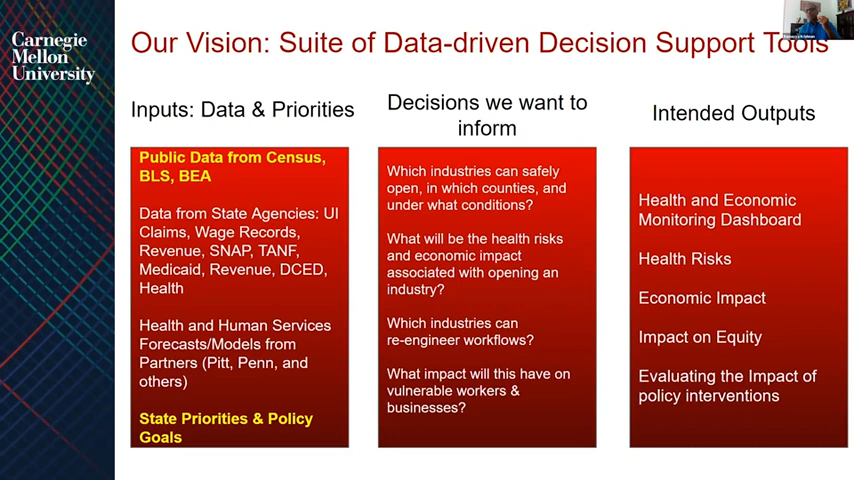 Carnegie
Mellon
University
Our Vision: Suite of Data-driven Decision Support Tools
Inputs: Data & Priorities
Public Data from Census,
BLS, BEA
Data from State Agencies: UI
Claims, Wage Records,
Revenue, SNAP, TANF,
Medicaid, Revenue, DCED,
Health
Health and Human Services
Forecasts/Models from
Partners (Pitt, Penn, and
others)
State Priorities & Policy
Goals
Decisions we want to
inform
Which industries can safely
open, in which counties, and
under what conditions?
What will be the health risks
and economic impact
associated with opening an
industry?
Which industries can
re-engineer workflows?
What impact will this have on
vulnerable workers &
businesses?
Intended Outputs
Health and Economic
Monitoring Dashboard
Health Risks
Economic Impact
Impact on Equity
Evaluating the Impact of
policy interventions